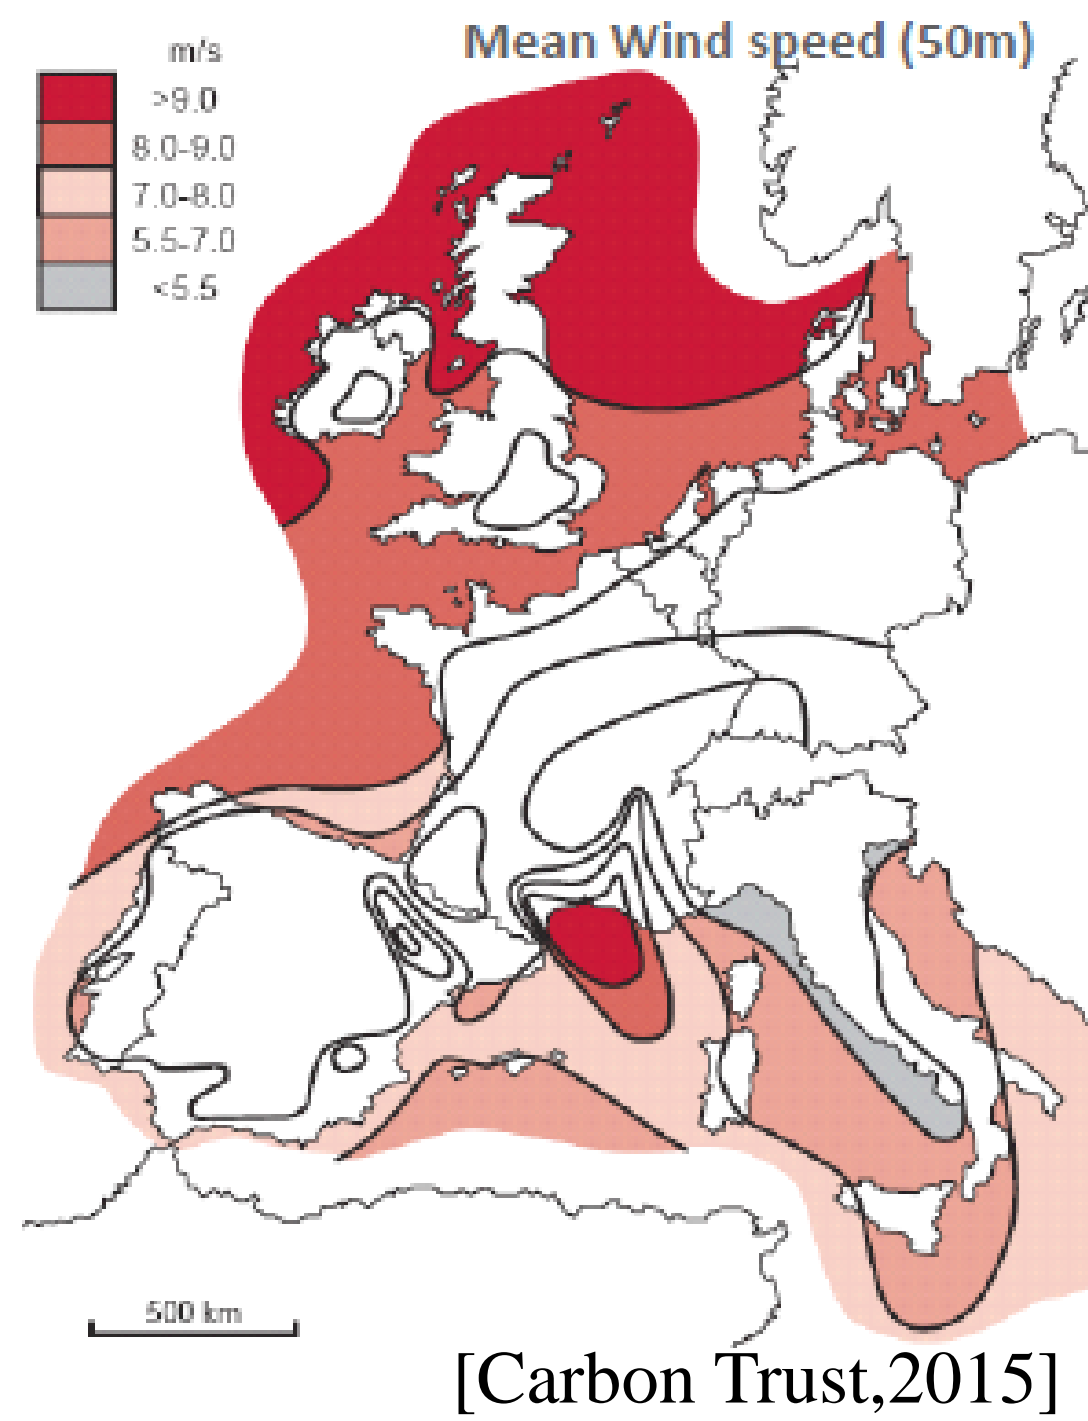 Mean Wind speed (50m)
m/s
>9.0
8.0-9.0
7.0-8.0
5.5-7.0
<5.5
500 km
[Carbon Trust,2015]